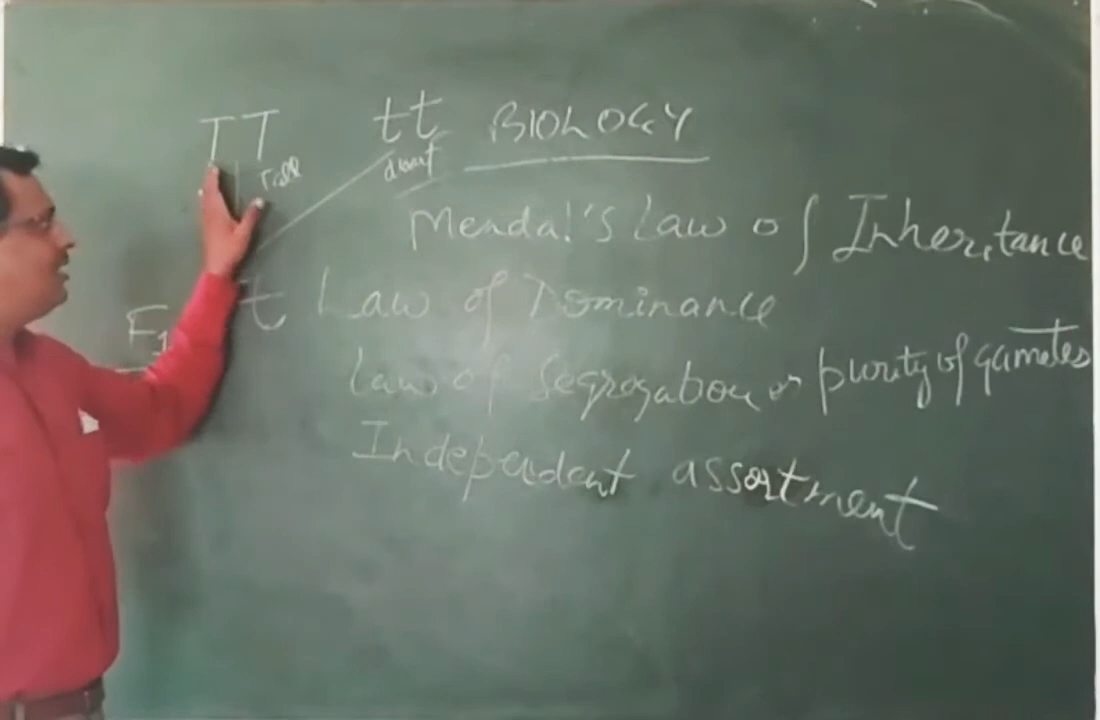 TT tt BIOLOGY
Tall dwarf
Mendal's Law of Inheritance
t Law of Dominance
F1
Law of Segregation or purity of gametes
Independent assortment